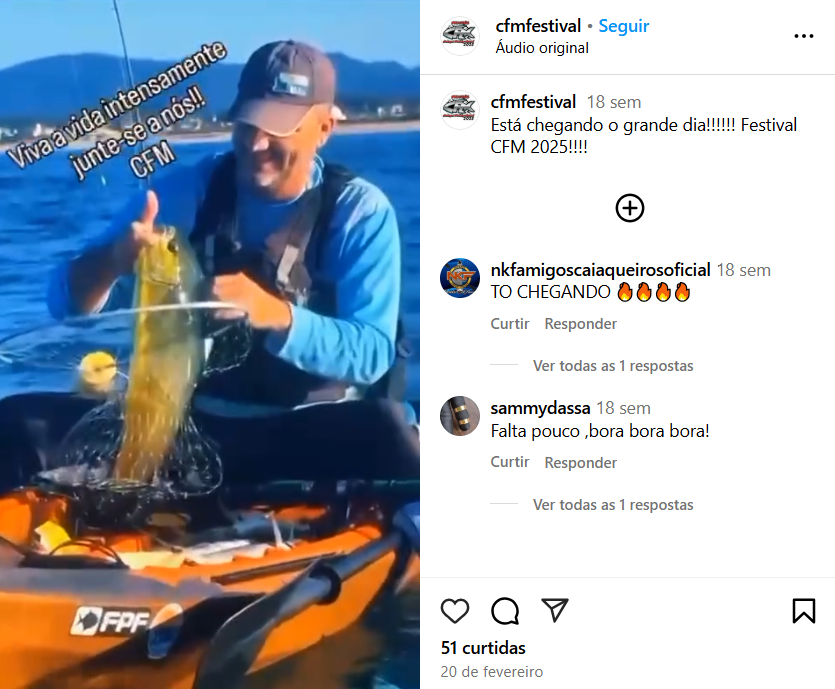 Viva a vida intensamente
junte-se a nós!!
CFM
FPF
cfmfestival • Seguir
Áudio original
cfmfestival 18 sem
Está chegando o grande dia!!!!!! Festival
CFM 2025!!!!
nkfamigoscaiaqueirosoficial 18 sem
TO CHEGANDO 🔥🔥🔥🔥
Curtir Responder
Ver todas as 1 respostas
sammydassa 18 sem
Falta pouco ,bora bora bora!
Curtir Responder
Ver todas as 1 respostas
51 curtidas
20 de fevereiro